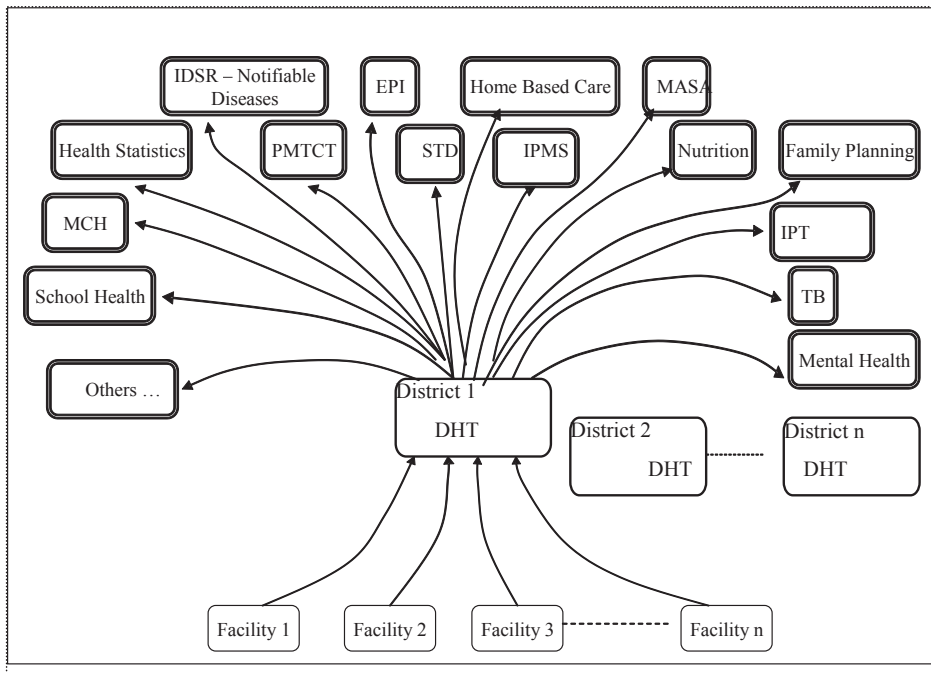 IDSR – Notifiable
Diseases
EPI
Home Based Care
MASA
Health Statistics
PMTCT
STD
IPMS
Nutrition
Family Planning
MCH
IPT
School Health
TB
Mental Health
Others …
District 1
DHT
District 2
DHT
District n
DHT
Facility 1
Facility 2
Facility 3
Facility n